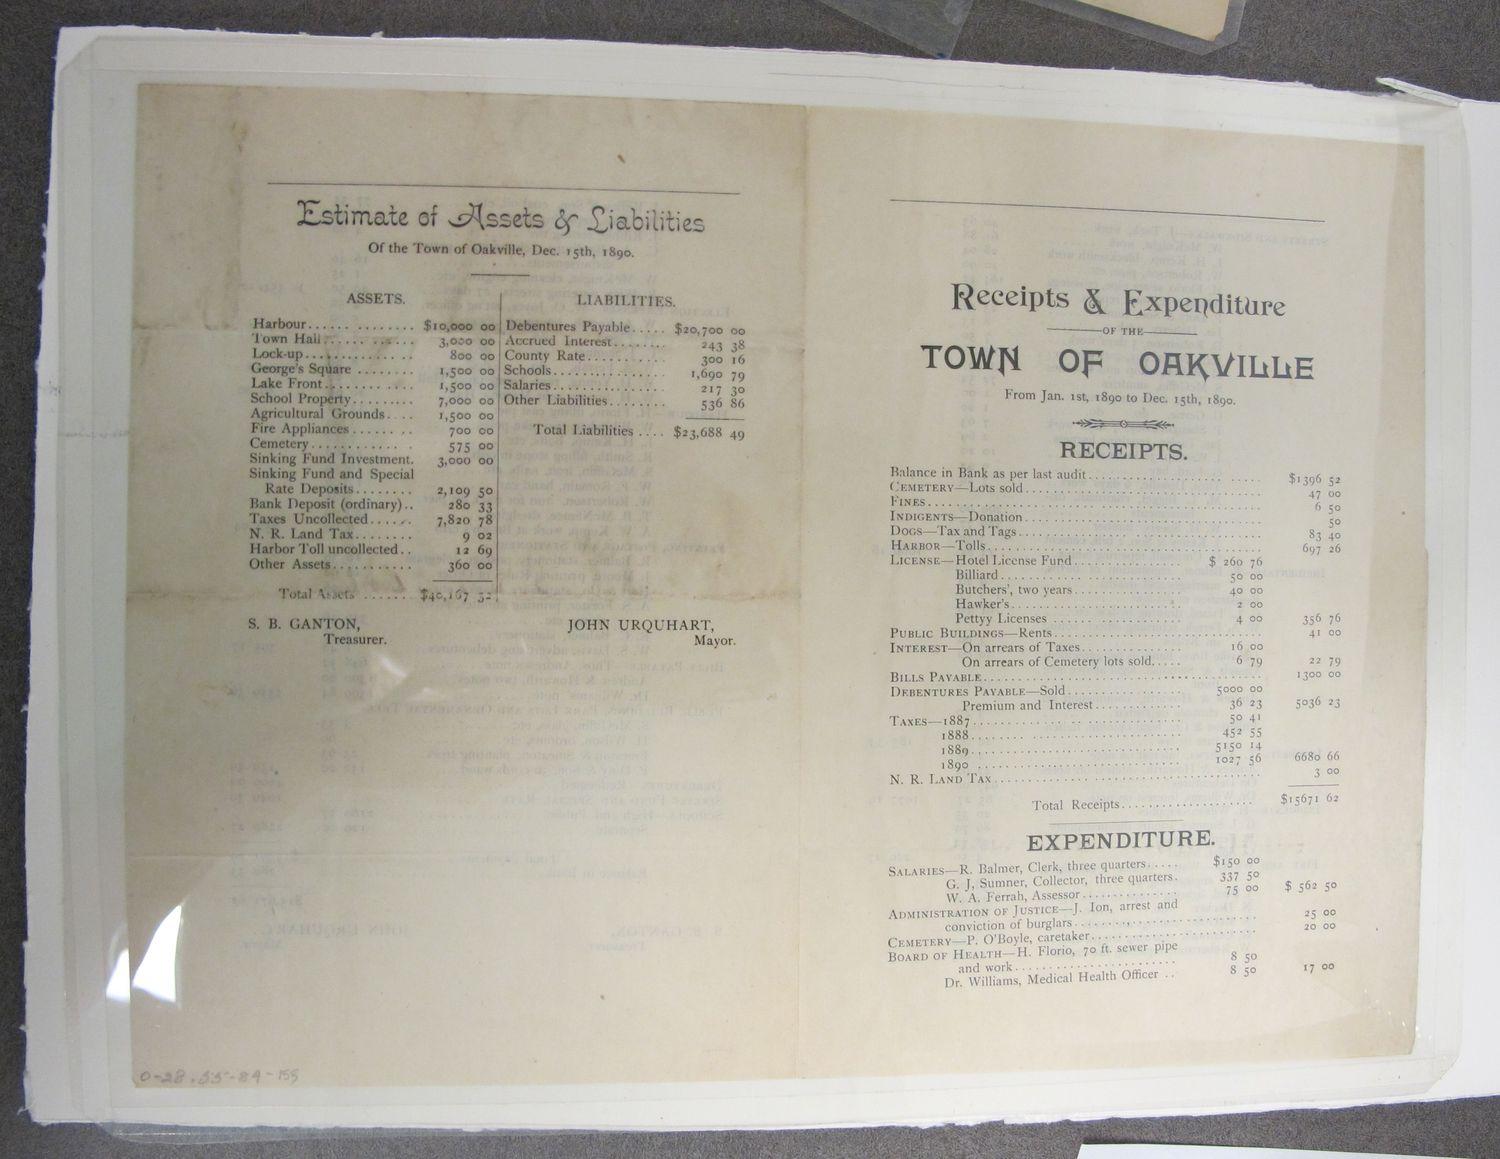 Estimate of Assets & Liabilities
Of the Town of Oakville, Dec. 15th, 1890.
ASSETS.
Harbour...... ........ $10,000 00
Town Hall...... ...... 3,000 00
Lock-up............... 800 00
George's Square ........ 1,500 00
Lake Front............ 1,500 00
School Property......... 7,000 00
Agricultural Grounds.... 1,500 00
Fire Appliances........ 700 00
Cemetery............ 575 00
Sinking Fund Investment. 3,000 00
Sinking Fund and Special
Rate Deposits........ 2,109 50
Bank Deposit (ordinary).. 280 33
Taxes Uncollected...... 7,820 78
N. R. Land Tax......... 9 02
Harbor Toll uncollected.. 12 69
Other Assets........... 360 00
Total Assets ....... $40,167 32
LIABILITIES.
Debentures Payable..... $20,700 00
Accrued Interest........ 243 38
County Rate........... 300 16
Schools................ 1,690 79
Salaries................ 217 30
Other Liabilities........ 536 86
Total Liabilities .... $23,688 49
S. B. GANTON,
Treasurer.
JOHN URQUHART,
Mayor.
O-28.55-84-155
Receipts & Expenditure
OF THE
TOWN OF OAKVILLE
From Jan. 1st, 1890 to Dec. 15th, 1890.
RECEIPTS.
Balance in Bank as per last audit........................ $1396 52
CEMETERY—Lots sold........................ 47 00
FINES........................ 6 50
INDIGENTS—Donation........................ 50
DOGS—Tax and Tags........................ 83 40
HARBOR—Tolls........................ 697 26
LICENSE—Hotel License Fund............... $ 260 76
Billiard........................ 50 00
Butchers', two years............... 40 00
Hawker's........................ 2 00
Pettyy Licenses ................... 4 00 356 76
PUBLIC BUILDINGS—Rents........................ 41 00
INTEREST—On arrears of Taxes.............. 16 00
On arrears of Cemetery lots sold..... 6 79 22 79
BILLS PAYABLE........................ 1300 00
DEBENTURES PAYABLE—Sold............... 5000 00
Premium and Interest............ 36 23 5036 23
TAXES—1887........................ 50 41
1888........................ 452 55
1889........................ 5150 14
1890 ........................ 1027 56 6680 66
N. R. LAND TAX........................ 3 00
Total Receipts.................... $15671 62
EXPENDITURE.
SALARIES—R. Balmer, Clerk, three quarters..... $150 00
G. J, Sumner, Collector, three quarters. 337 50
W. A. Ferrah, Assessor.............. 75 00 $ 562 50
ADMINISTRATION OF JUSTICE—J. Ion, arrest and
conviction of burglars........................ 25 00
CEMETERY—P. O'Boyle, caretaker........................ 20 00
BOARD OF HEALTH—H. Florio, 70 ft. sewer pipe
and work........................ 8 50
Dr. Williams, Medical Health Officer .. 8 50 17 00